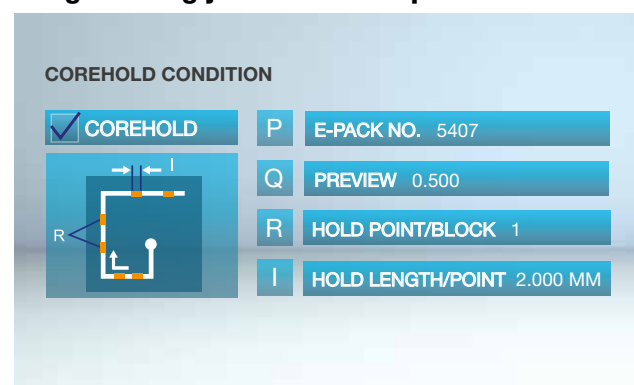 COREHOLD CONDITION
COREHOLD
P E-PACK NO. 5407
I
Q PREVIEW 0.500
R
R HOLD POINT/BLOCK 1
I HOLD LENGTH/POINT 2.000 MM